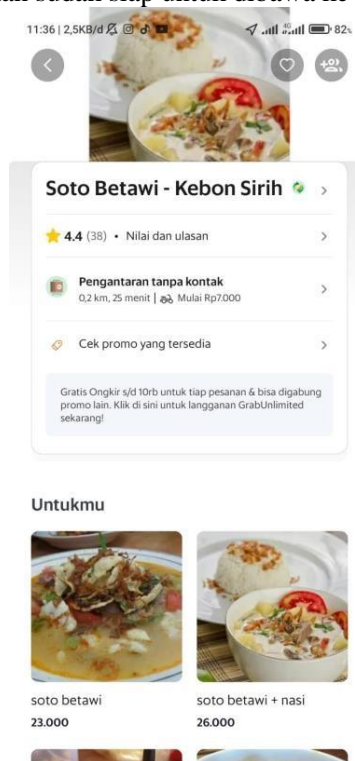 11:36 | 2,5KB/d
82%
Soto Betawi - Kebon Sirih
4.4 (38) • Nilai dan ulasan
Pengantaran tanpa kontak
0,2 km, 25 menit | Mulai Rp7.000
Cek promo yang tersedia
Gratis Ongkir s/d 10rb untuk tiap pesanan & bisa digabung
promo lain. Klik di sini untuk langganan GrabUnlimited
sekarang!
Untukmu
soto betawi
soto betawi + nasi
23.000
26.000